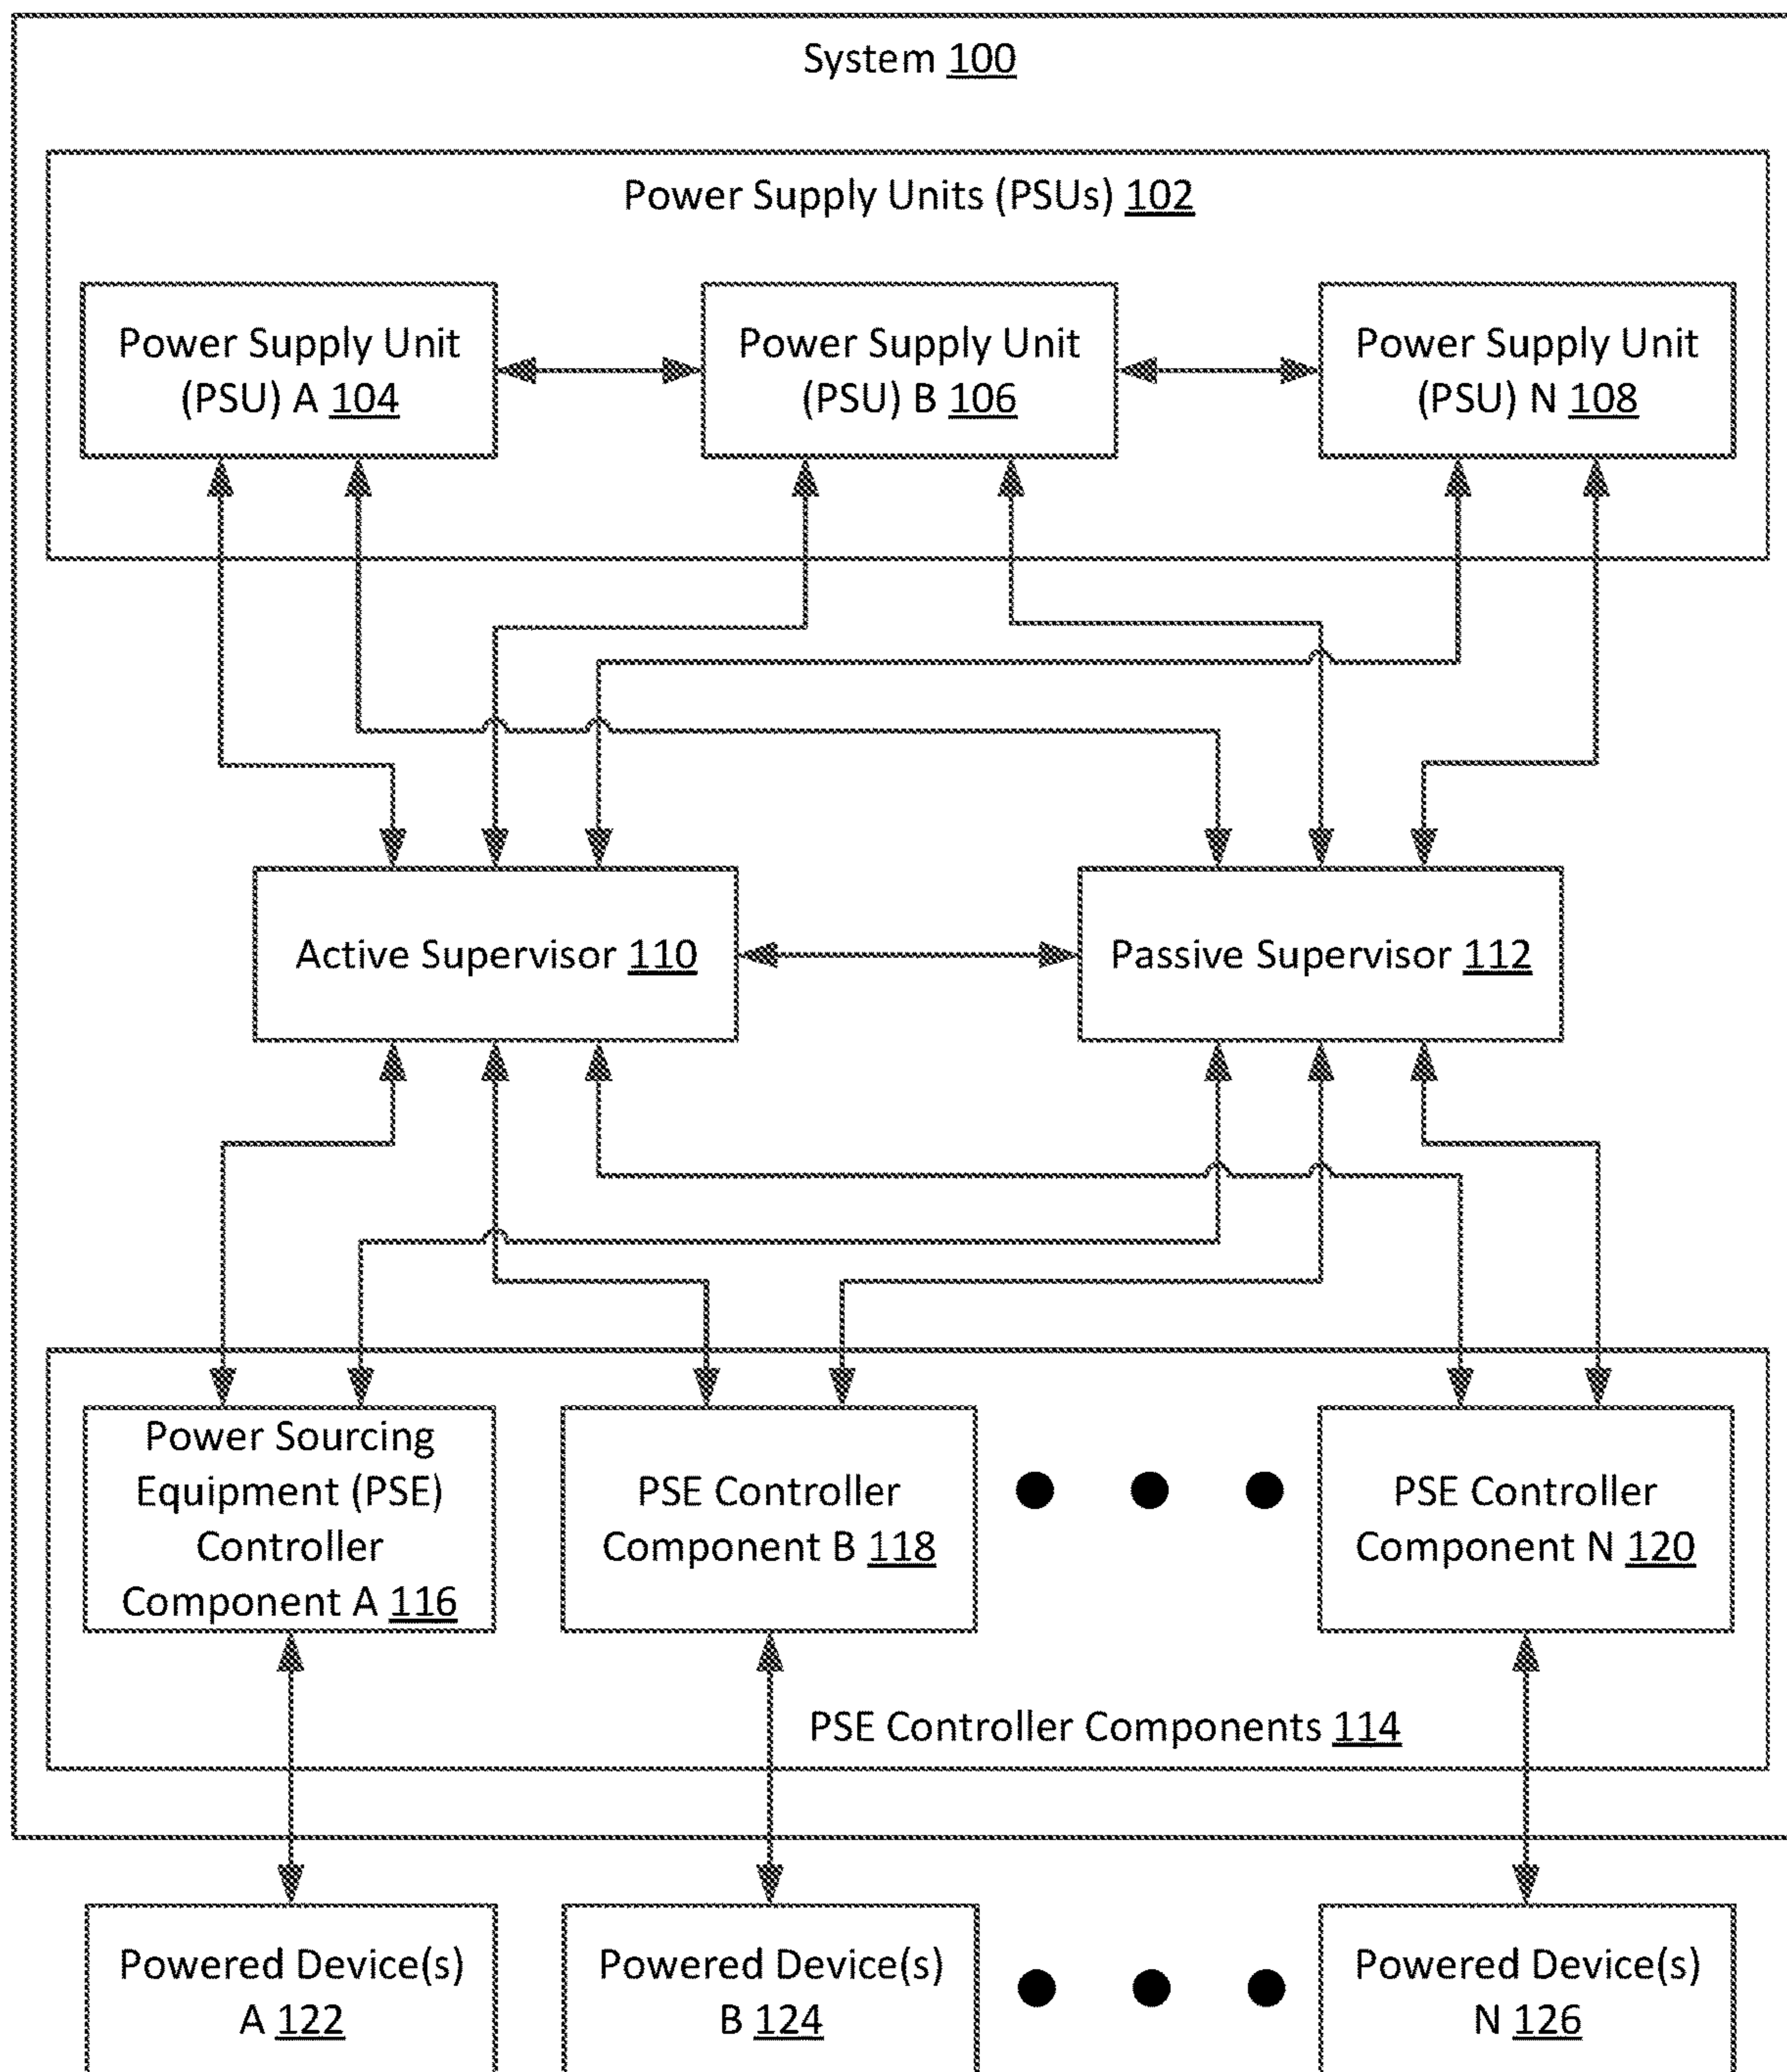 System 100
Power Supply Units (PSUs) 102
Power Supply Unit
(PSU) A 104
Power Supply Unit
(PSU) B 106
Power Supply Unit
(PSU) N 108
Active Supervisor 110
Passive Supervisor 112
Power Sourcing
Equipment (PSE)
Controller
Component A 116
PSE Controller
Component B 118
PSE Controller
Component N 120
PSE Controller Components 114
Powered Device(s)
A 122
Powered Device(s)
B 124
Powered Device(s)
N 126